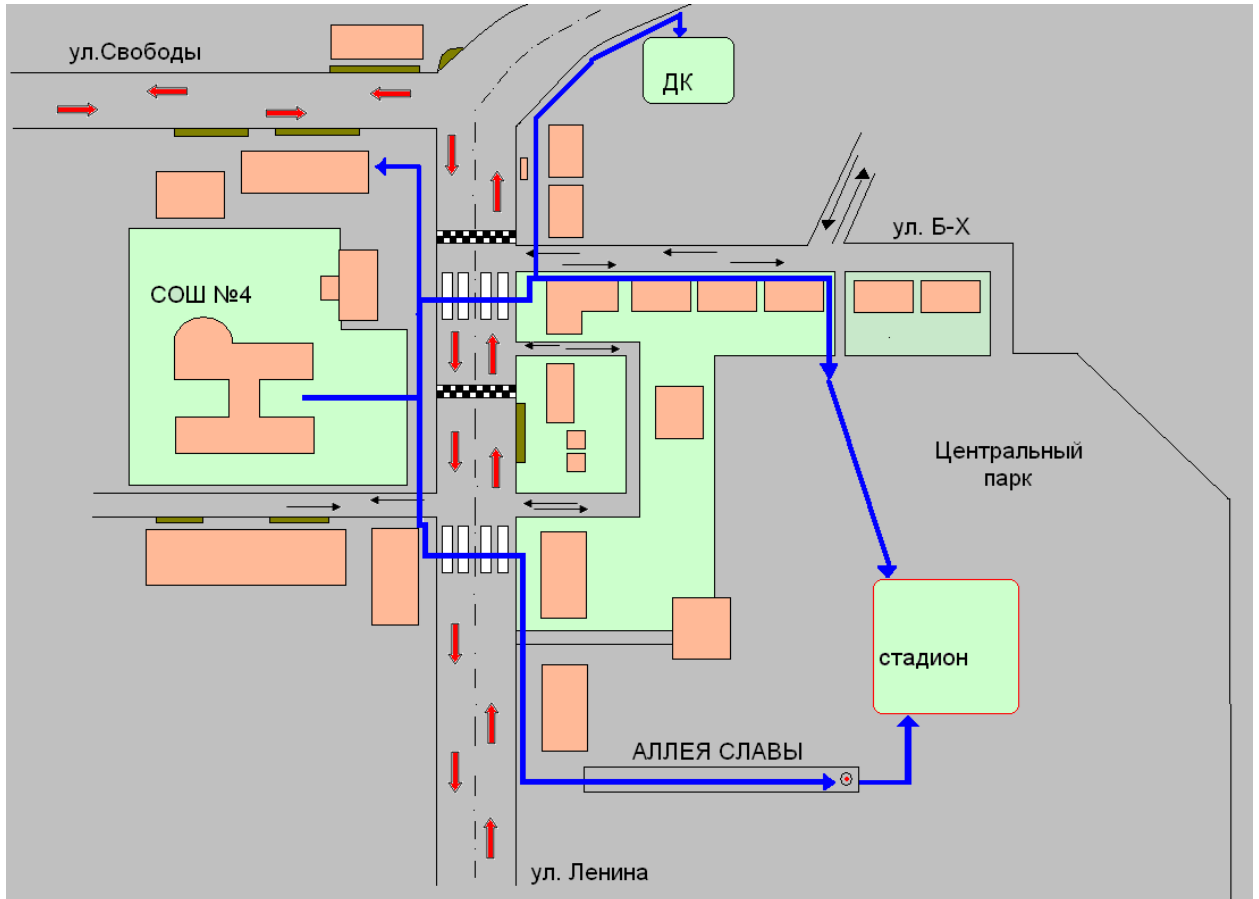 ул.Свободы
ДК
ул. Б-Х
СОШ №4
Центральный
парк
стадион
АЛЛЕЯ СЛАВЫ
ул. Ленина